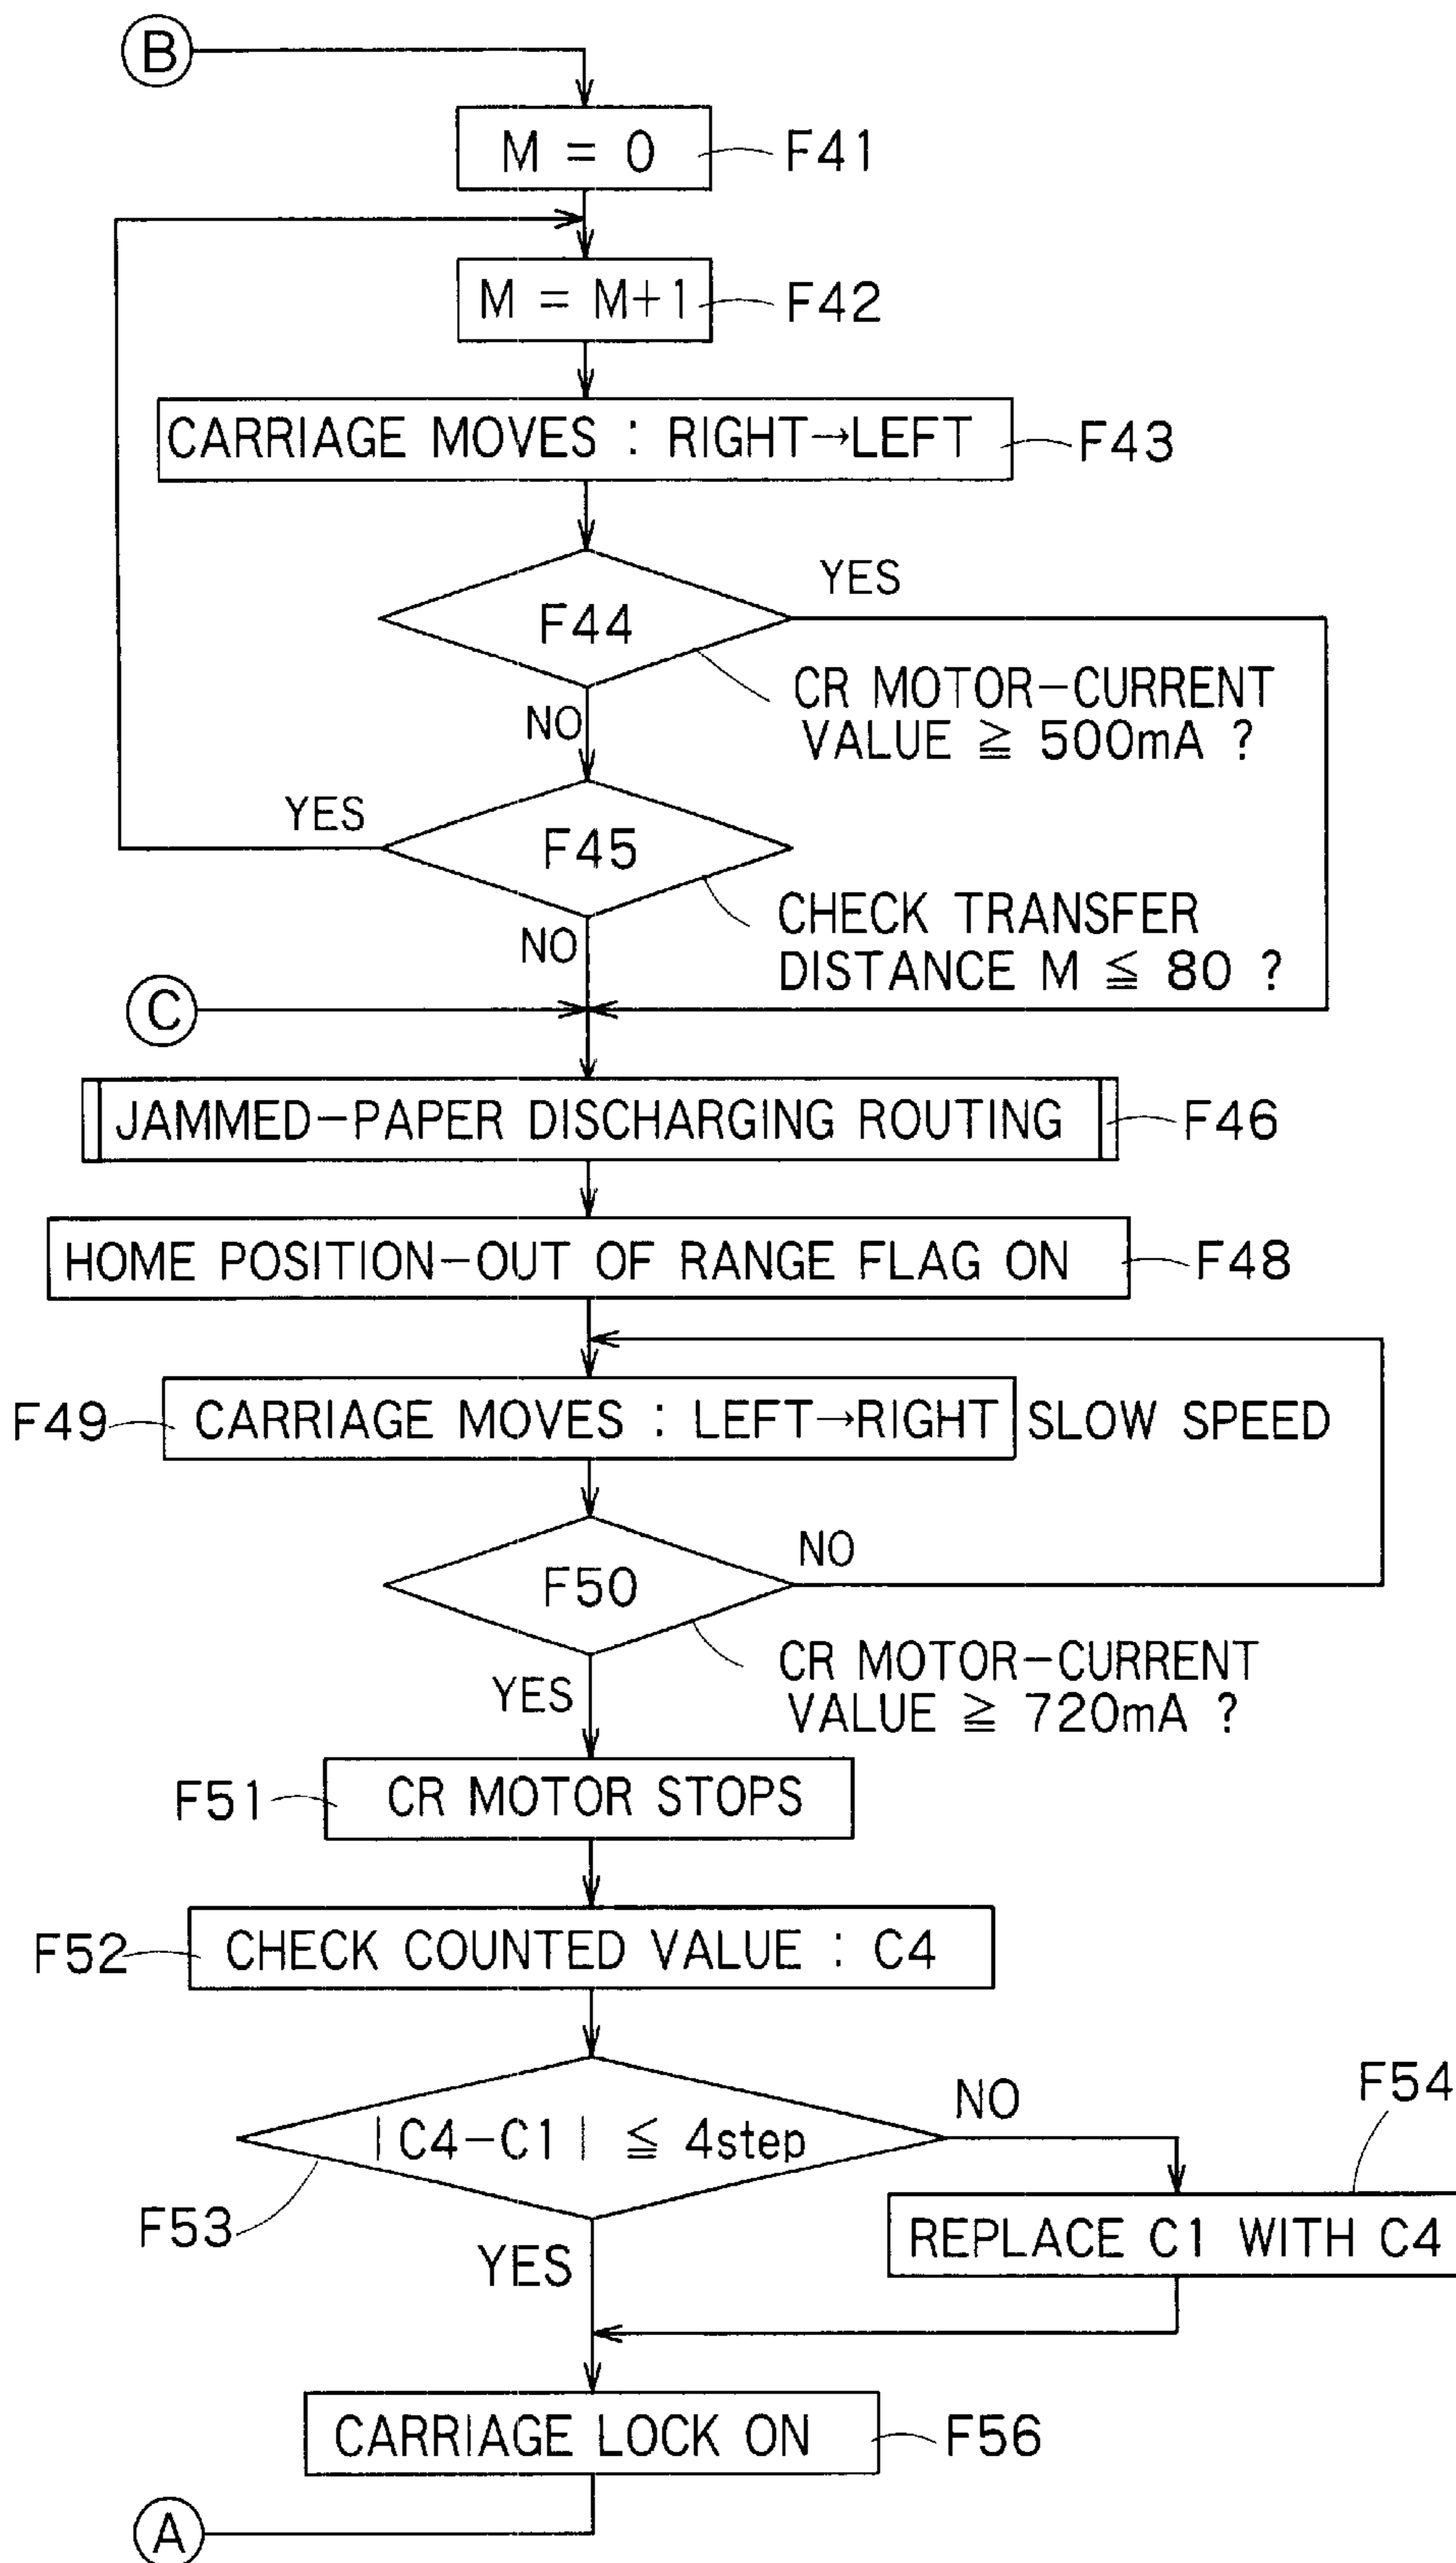 B
M = 0
F41
M = M+1
F42
CARRIAGE MOVES : RIGHT→LEFT
F43
YES
F44
CR MOTOR-CURRENT
VALUE ≧ 500mA ?
NO
YES
F45
CHECK TRANSFER
DISTANCE M ≦ 80 ?
NO
C
JAMMED-PAPER DISCHARGING ROUTING
F46
HOME POSITION-OUT OF RANGE FLAG ON
F48
F49
CARRIAGE MOVES : LEFT→RIGHT
SLOW SPEED
NO
F50
CR MOTOR-CURRENT
VALUE ≧ 720mA ?
YES
F51
CR MOTOR STOPS
F52
CHECK COUNTED VALUE : C4
F54
NO
|C4-C1| ≦ 4step
F53
REPLACE C1 WITH C4
YES
CARRIAGE LOCK ON
F56
A